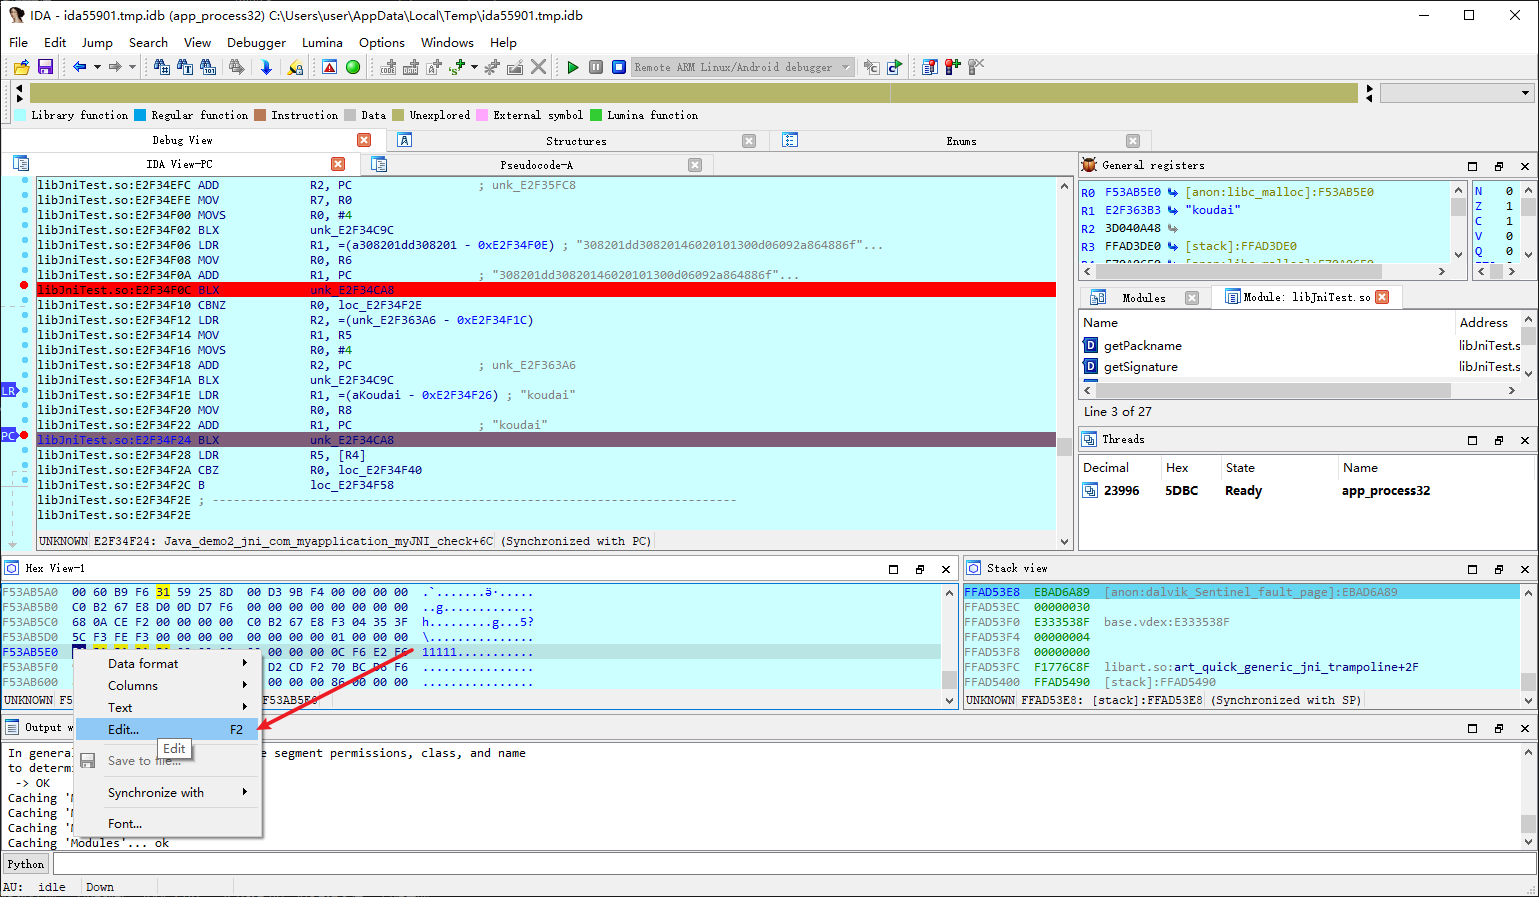 IDA - ida55901.tmp.idb (app_process32) C:\Users\user\AppData\Local\Temp\ida55901.tmp.idb
File Edit Jump Search View Debugger Lumina Options Windows Help
Remote ARM Linux/Android debugger
Library function Regular function Instruction Data Unexplored External symbol Lumina function
Debug View Structures Enums
IDA View-PC Pseudocode-A
libJniTest.so:E2F34EFC ADD R2, PC ; unk_E2F35FC8
libJniTest.so:E2F34EFE MOV R7, R0
libJniTest.so:E2F34F00 MOVS R0, #4
libJniTest.so:E2F34F02 BLX unk_E2F34C9C
libJniTest.so:E2F34F06 LDR R1, =(a308201dd308201 - 0xE2F34F0E) ; "308201dd30820146020101300d06092a864886f"...
libJniTest.so:E2F34F08 MOV R0, R6
libJniTest.so:E2F34F0A ADD R1, PC ; "308201dd30820146020101300d06092a864886f"...
libJniTest.so:E2F34F0C BLX unk_E2F34CA8
libJniTest.so:E2F34F10 CBNZ R0, loc_E2F34F2E
libJniTest.so:E2F34F12 LDR R2, =(unk_E2F363A6 - 0xE2F34F1C)
libJniTest.so:E2F34F14 MOV R1, R5
libJniTest.so:E2F34F16 MOVS R0, #4
libJniTest.so:E2F34F18 ADD R2, PC ; unk_E2F363A6
libJniTest.so:E2F34F1A BLX unk_E2F34C9C
LR libJniTest.so:E2F34F1E LDR R1, =(aKoudai - 0xE2F34F26) ; "koudai"
libJniTest.so:E2F34F20 MOV R0, R8
libJniTest.so:E2F34F22 ADD R1, PC ; "koudai"
PC libJniTest.so:E2F34F24 BLX unk_E2F34CA8
libJniTest.so:E2F34F28 LDR R5, [R4]
libJniTest.so:E2F34F2A CBZ R0, loc_E2F34F40
libJniTest.so:E2F34F2C B loc_E2F34F58
libJniTest.so:E2F34F2E ; ---------------------------------------------------------------------------
libJniTest.so:E2F34F2E
UNKNOWN E2F34F24: Java_demo2_jni_com_myapplication_myJNI_check+6C (Synchronized with PC)
General registers
R0 F53AB5E0 [anon:libc_malloc]:F53AB5E0
R1 E2F363B3 "koudai"
R2 3D040A48
R3 FFAD3DE0 [stack]:FFAD3DE0
N 0
Z 1
C 1
V 0
Q 0
Modules Module: libJniTest.so
Name Address
getPackname libJniTest.s
getSignature libJniTest.s
Line 3 of 27
Threads
Decimal Hex State Name
23996 5DBC Ready app_process32
Hex View-1
F53AB5A0 00 60 B9 F6 31 59 25 8D 00 D3 9B F4 00 00 00 00
F53AB5B0 C0 B2 67 E8 D0 0D D7 F6 00 00 00 00 00 00 00 00 ..g.............
F53AB5C0 68 0A CE F2 00 00 00 00 C0 B2 67 E8 F3 04 35 3F h.........g...5?
F53AB5D0 5C F3 FE F3 00 00 00 00 00 00 00 00 01 00 00 00 \...............
F53AB5E0 00 00 00 0C F6 E2 F6 11111...........
F53AB5F0 D2 CD F2 70 BC D6 F6 ................
F53AB600 00 00 00 86 00 00 00 ................
UNKNOWN F5 F53AB5E0
Data format
Columns
Text
Edit... F2
Edit
Save to file...
Synchronize with
Font...
Stack view
FFAD53E8 EBAD6A89 [anon:dalvik_Sentinel_fault_page]:EBAD6A89
FFAD53EC 00000030
FFAD53F0 E333538F base.vdex:E333538F
FFAD53F4 00000004
FFAD53F8 00000000
FFAD53FC F1776C8F libart.so:art_quick_generic_jni_trampoline+2F
FFAD5400 FFAD5490 [stack]:FFAD5490
UNKNOWN FFAD53E8: [stack]:FFAD53E8 (Synchronized with SP)
Output w
In genera e segment permissions, class, and name
to determi
-> OK
Caching 'M
Caching 'M
Caching 'M
Caching 'Modules'... ok
Python
AU: idle Down